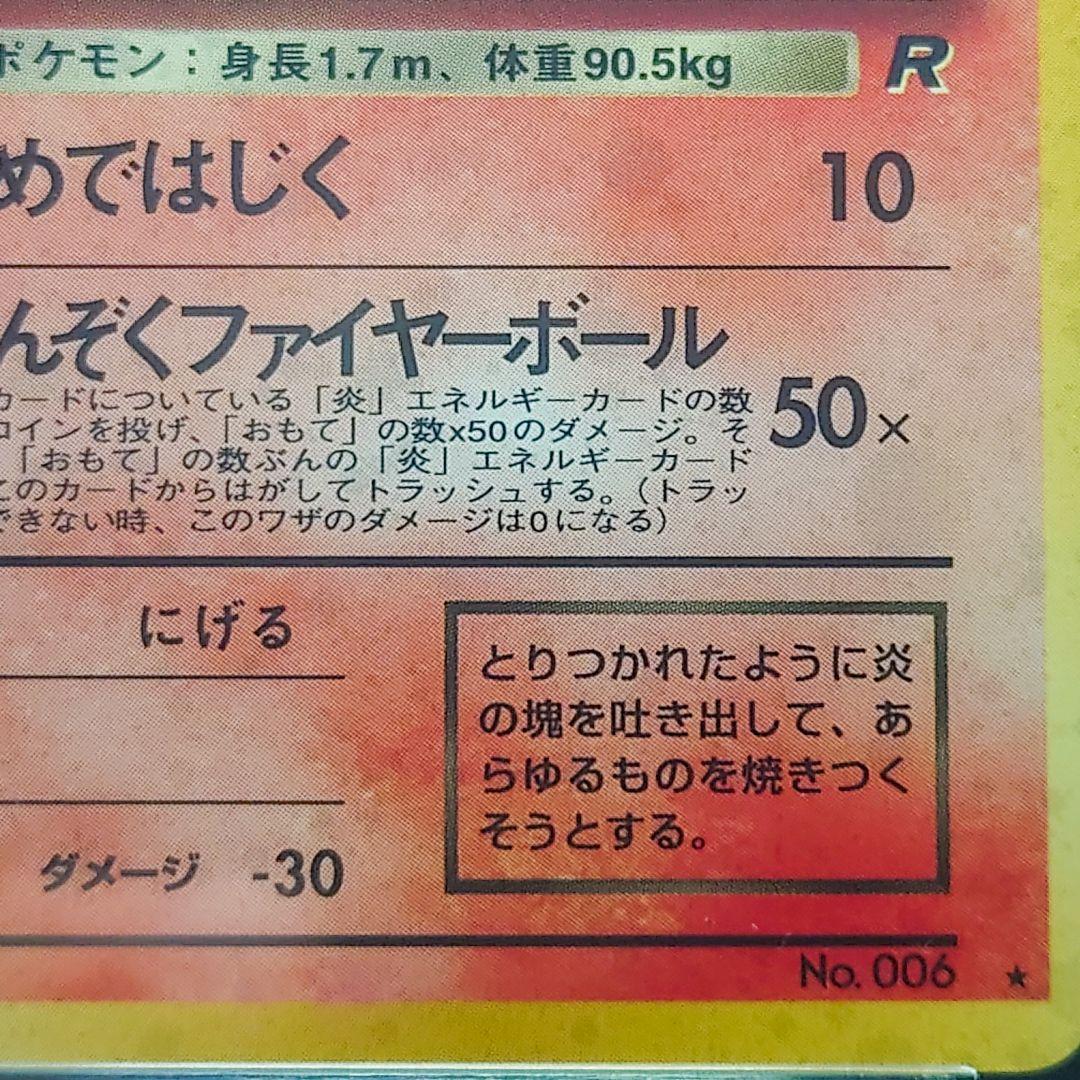 ポケモン：身長1.7m、体重90.5kg R
めではじく 10
んぞくファイヤーボール
カードについている「炎」エネルギーカードの数
コインを投げ、「おもて」の数x50のダメージ。そ
「おもて」の数ぶんの「炎」エネルギーカード
このカードからはがしてトラッシュする。（トラッ
できない時、このワザのダメージは0になる）
50×
にげる
ダメージ -30
とりつかれたように炎
の塊を吐き出して、あ
らゆるものを焼きつく
そうとする。
No. 006 ★